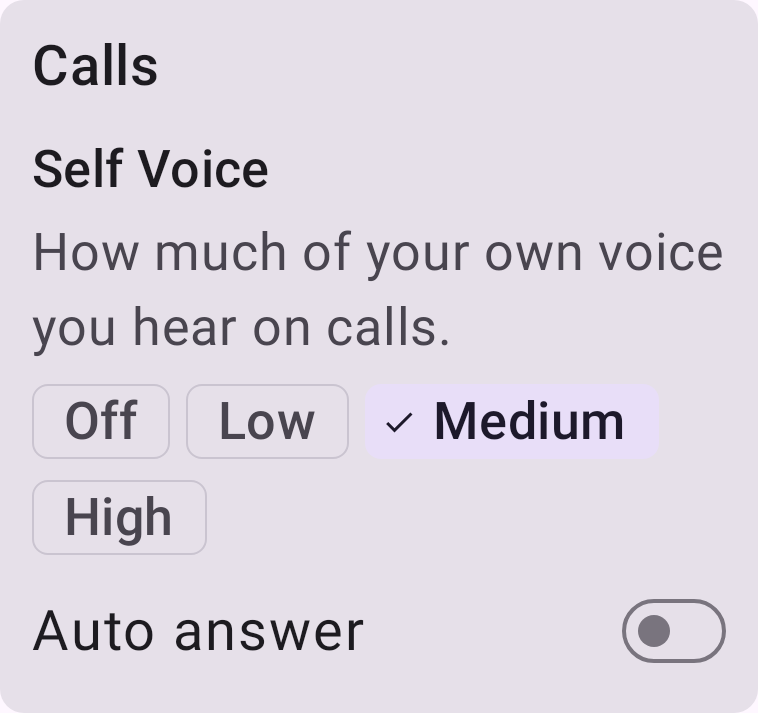 Calls
Self Voice
How much of your own voice
you hear on calls.
Off Low Medium
High
Auto answer